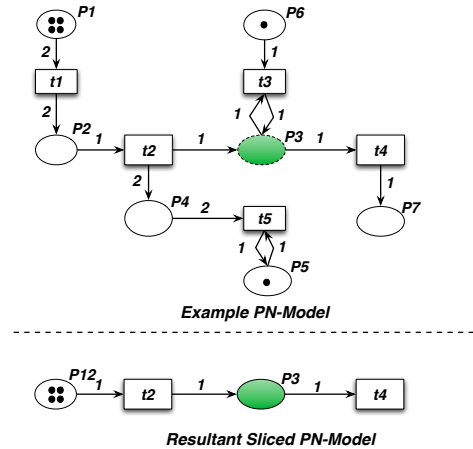 P1
P6
2
1
t1
t3
2
1
1
P2
P3
1
t2
1
1
t4
2
1
P4
2
t5
P7
1
1
P5
Example PN-Model
P12
1
t2
1
P3
1
t4
Resultant Sliced PN-Model